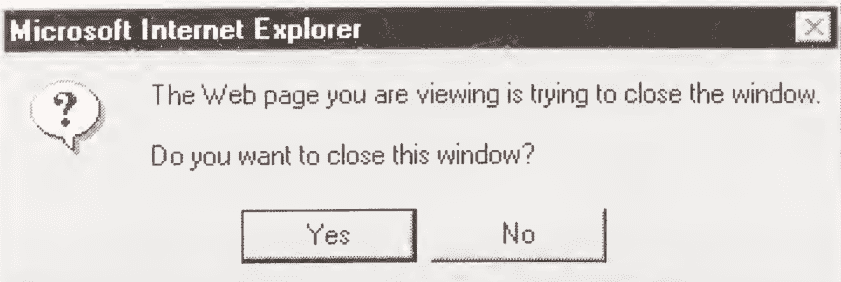 Microsoft Internet Explorer
?
The Web page you are viewing is trying to close the window.
Do you want to close this window?
Yes No